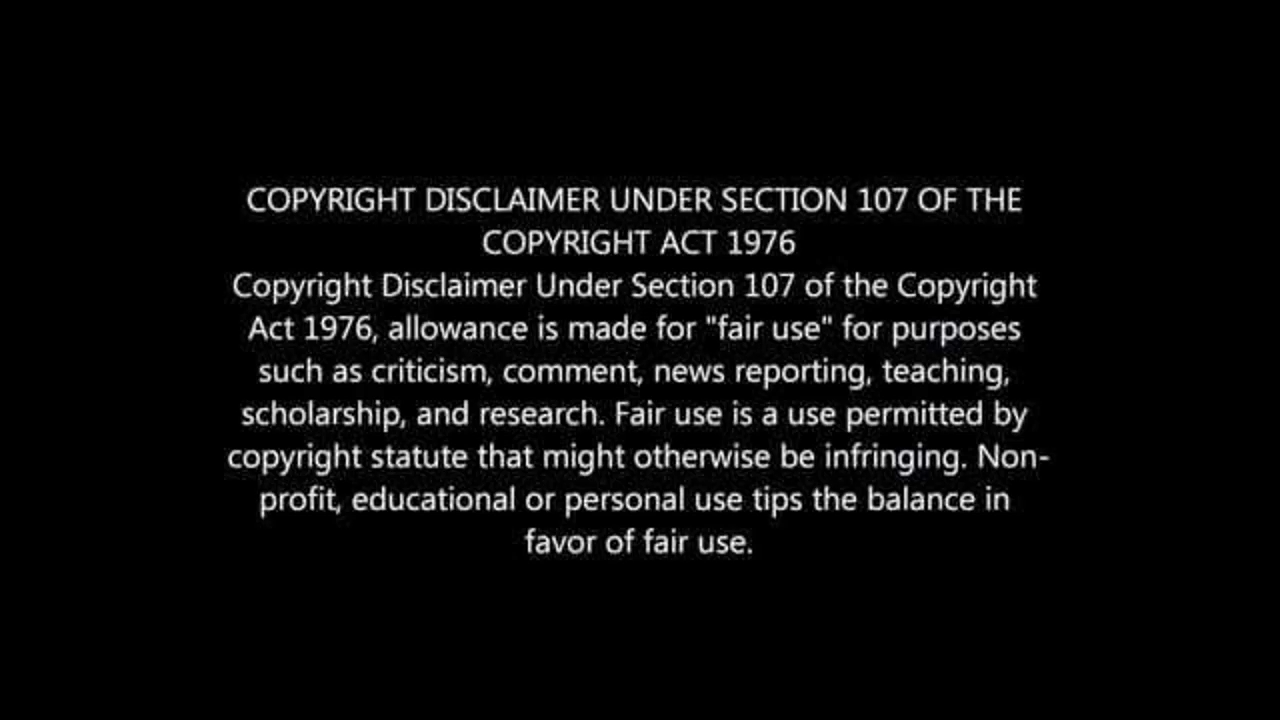 COPYRIGHT DISCLAIMER UNDER SECTION 107 OF THE
COPYRIGHT ACT 1976
Copyright Disclaimer Under Section 107 of the Copyright
Act 1976, allowance is made for "fair use" for purposes
such as criticism, comment, news reporting, teaching,
scholarship, and research. Fair use is a use permitted by
copyright statute that might otherwise be infringing. Non-
profit, educational or personal use tips the balance in
favor of fair use.